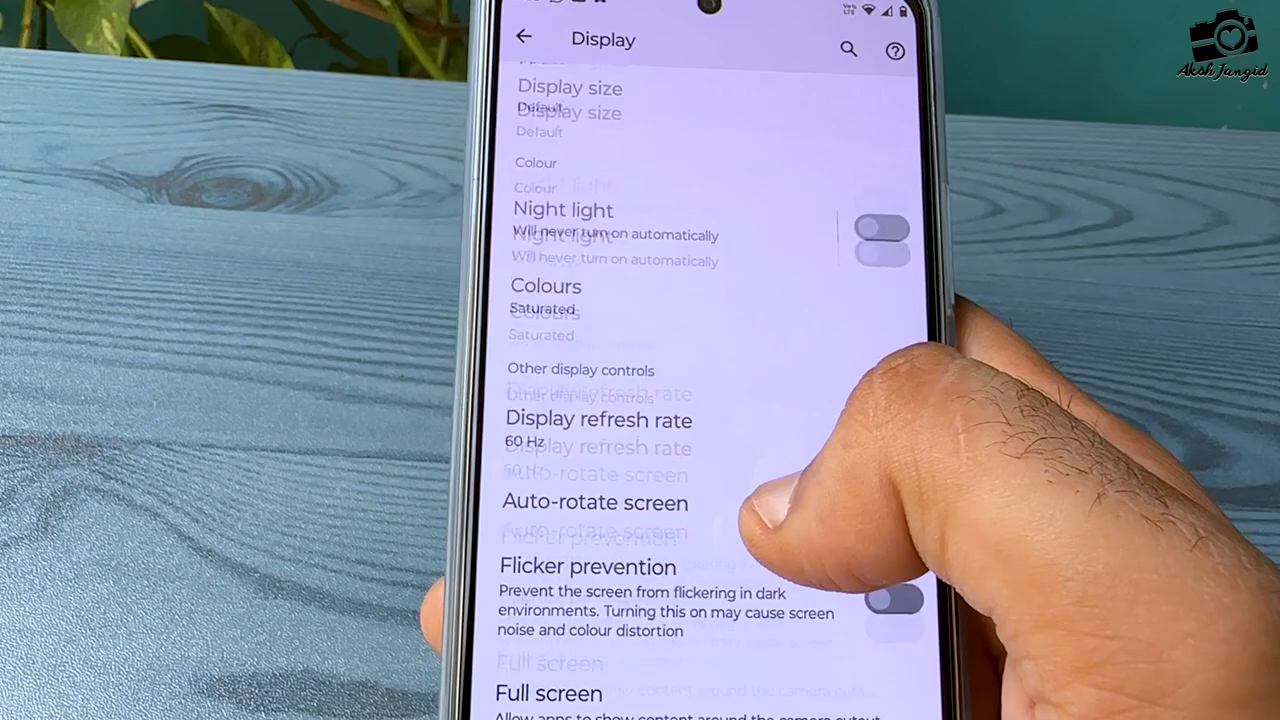 Vo))
LTE
Display
Display size
Default
Colour
Night light
Will never turn on automatically
Colours
Saturated
Other display controls
Display refresh rate
60 Hz
Auto-rotate screen
Flicker prevention
Prevent the screen from flickering in dark
environments. Turning this on may cause screen
noise and colour distortion
Full screen
Allow apps to show content around the camera cutout
Aksh Jangid